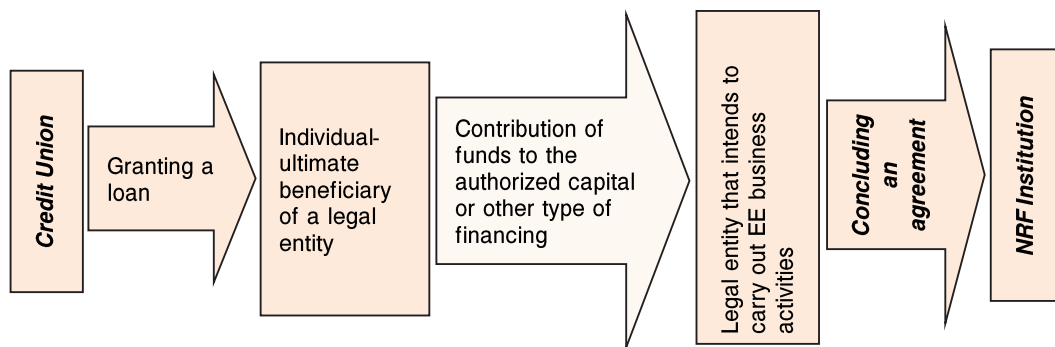 Credit Union
Granting a
loan
Individual-
ultimate
beneficiary
of a legal
entity
Contribution of
funds to the
authorized capital
or other type of
financing
Legal entity that intends to
carry out EE business
activities
Concluding
an
agreement
NRF Institution